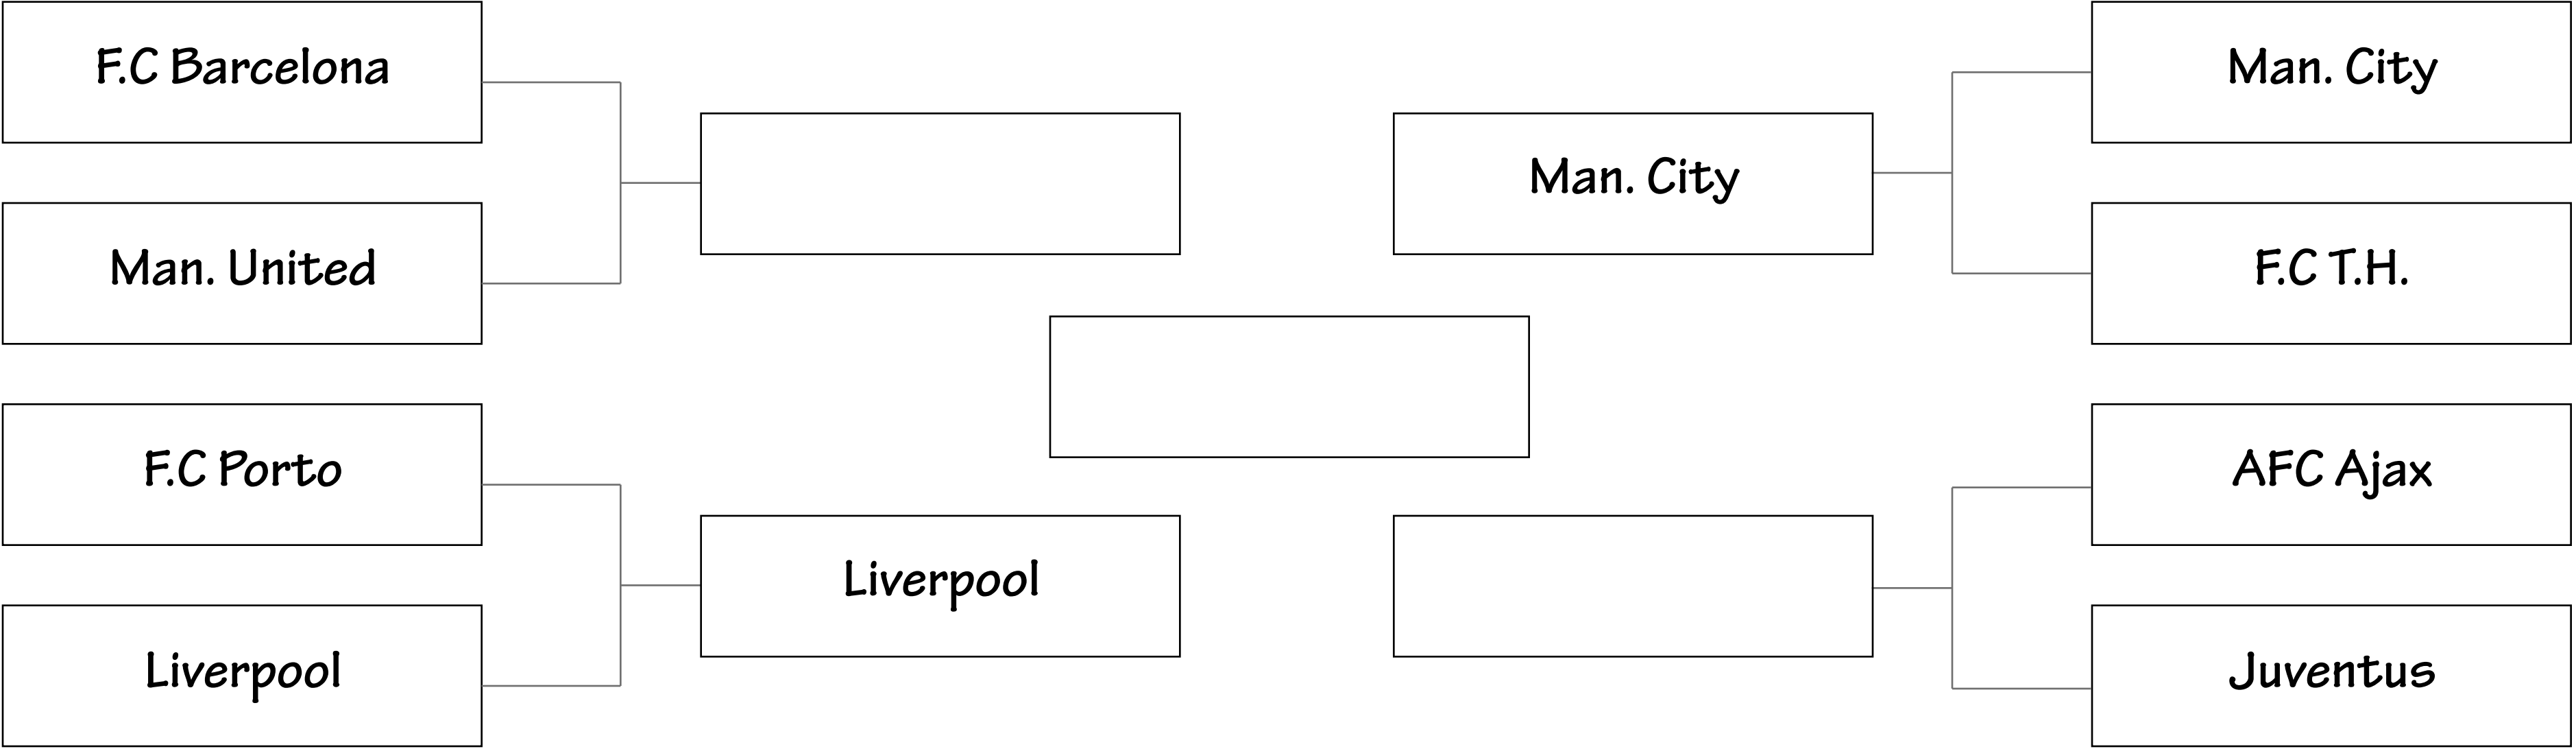 F.C Barcelona
Man. United
F.C Porto
Liverpool
Liverpool
Man. City
Man. City
F.C T.H.
AFC Ajax
Juventus